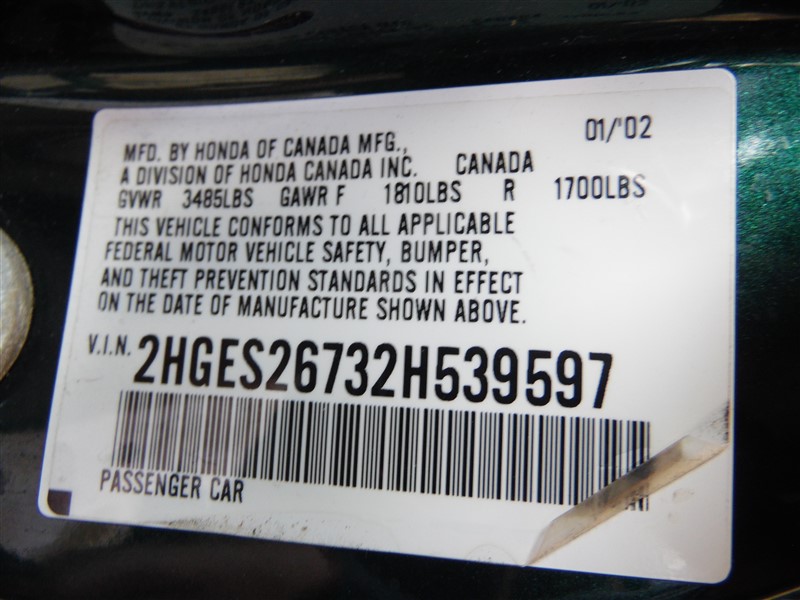 01/'02
MFD. BY HONDA OF CANADA MFG.,
A DIVISION OF HONDA CANADA INC. CANADA
GVWR 3485LBS GAWR F 1810LBS R 1700LBS
THIS VEHICLE CONFORMS TO ALL APPLICABLE
FEDERAL MOTOR VEHICLE SAFETY, BUMPER,
AND THEFT PREVENTION STANDARDS IN EFFECT
ON THE DATE OF MANUFACTURE SHOWN ABOVE.
V.I.N. 2HGES26732H539597
PASSENGER CAR